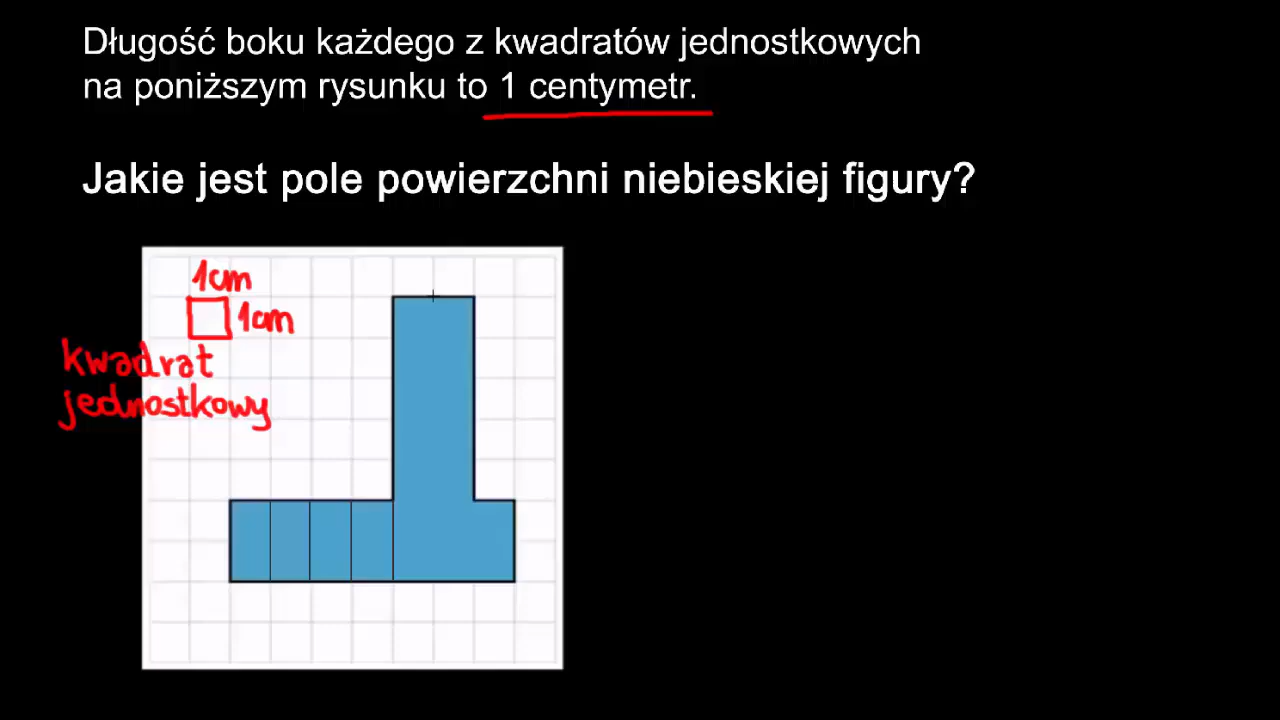 Długość boku każdego z kwadratów jednostkowych
na poniższym rysunku to 1 centymetr.
Jakie jest pole powierzchni niebieskiej figury?
1cm
1cm
kwadrat
jednostkowy